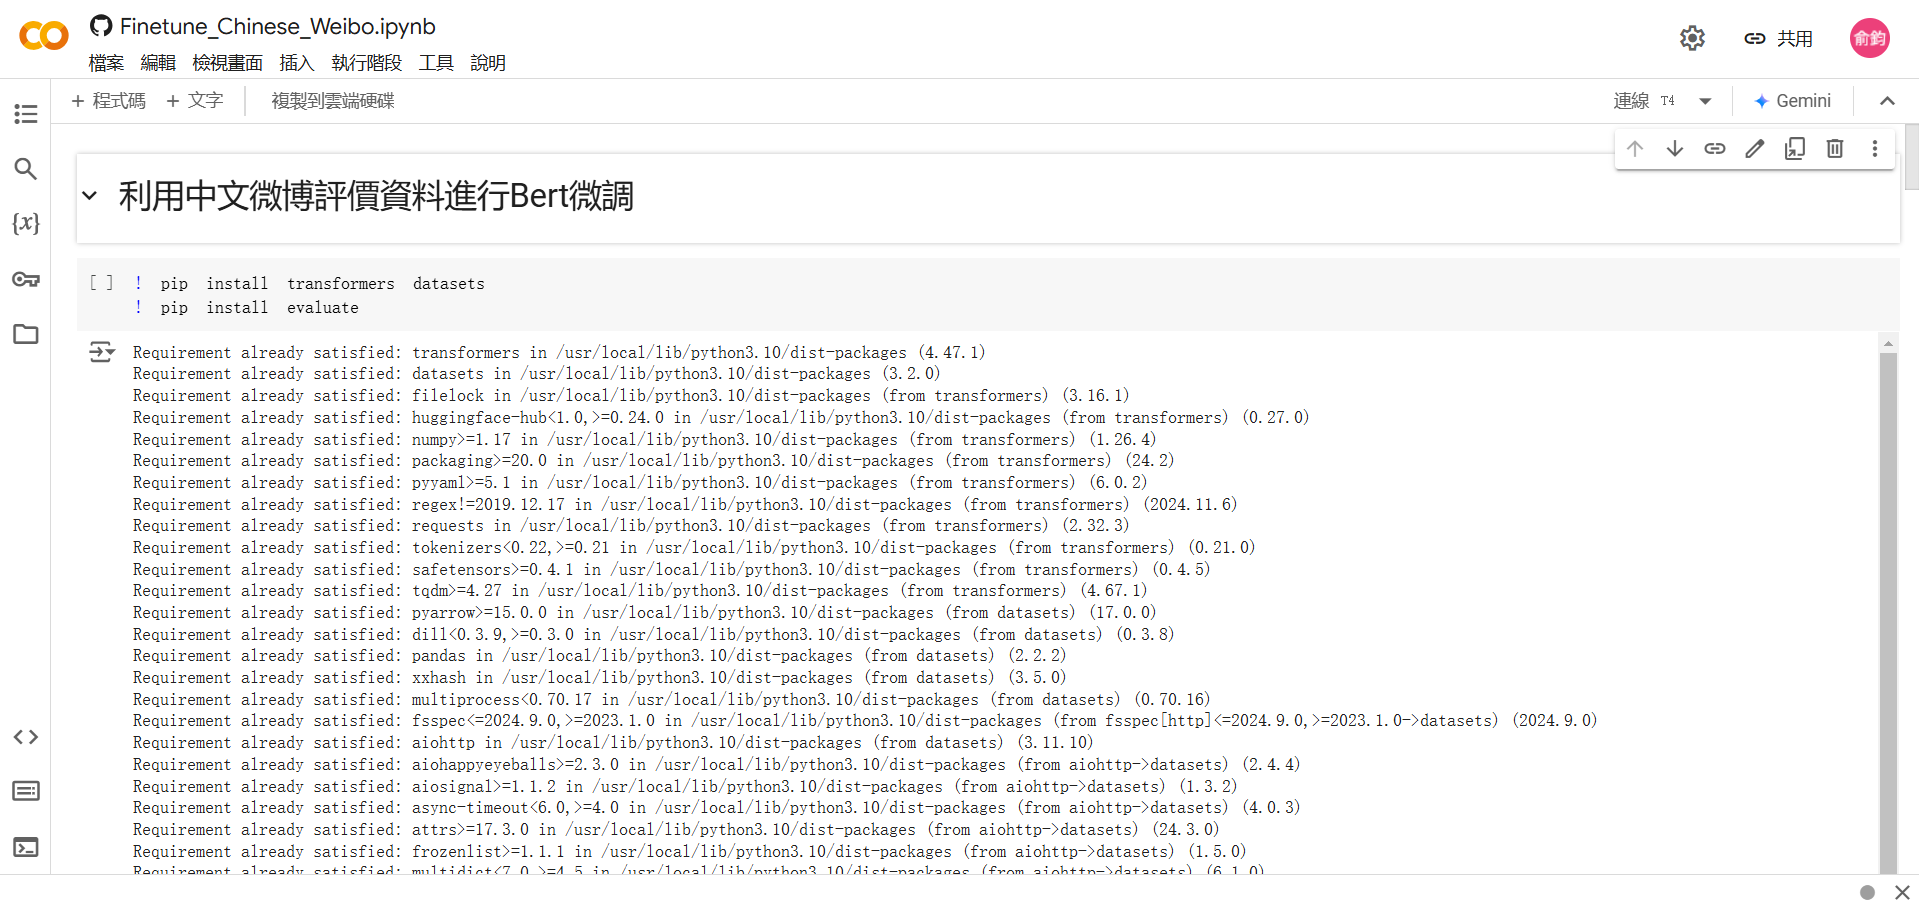 Finetune_Chinese_Weibo.ipynb
檔案 編輯 檢視畫面 插入 執行階段 工具 說明
共用
俞鈞
+ 程式碼 + 文字 複製到雲端硬碟
連線 T4
Gemini
利用中文微博評價資料進行Bert微調
[ ] ! pip install transformers datasets
! pip install evaluate
Requirement already satisfied: transformers in /usr/local/lib/python3.10/dist-packages (4.47.1)
Requirement already satisfied: datasets in /usr/local/lib/python3.10/dist-packages (3.2.0)
Requirement already satisfied: filelock in /usr/local/lib/python3.10/dist-packages (from transformers) (3.16.1)
Requirement already satisfied: huggingface-hub<1.0,>=0.24.0 in /usr/local/lib/python3.10/dist-packages (from transformers) (0.27.0)
Requirement already satisfied: numpy>=1.17 in /usr/local/lib/python3.10/dist-packages (from transformers) (1.26.4)
Requirement already satisfied: packaging>=20.0 in /usr/local/lib/python3.10/dist-packages (from transformers) (24.2)
Requirement already satisfied: pyyaml>=5.1 in /usr/local/lib/python3.10/dist-packages (from transformers) (6.0.2)
Requirement already satisfied: regex!=2019.12.17 in /usr/local/lib/python3.10/dist-packages (from transformers) (2024.11.6)
Requirement already satisfied: requests in /usr/local/lib/python3.10/dist-packages (from transformers) (2.32.3)
Requirement already satisfied: tokenizers<0.22,>=0.21 in /usr/local/lib/python3.10/dist-packages (from transformers) (0.21.0)
Requirement already satisfied: safetensors>=0.4.1 in /usr/local/lib/python3.10/dist-packages (from transformers) (0.4.5)
Requirement already satisfied: tqdm>=4.27 in /usr/local/lib/python3.10/dist-packages (from transformers) (4.67.1)
Requirement already satisfied: pyarrow>=15.0.0 in /usr/local/lib/python3.10/dist-packages (from datasets) (17.0.0)
Requirement already satisfied: dill<0.3.9,>=0.3.0 in /usr/local/lib/python3.10/dist-packages (from datasets) (0.3.8)
Requirement already satisfied: pandas in /usr/local/lib/python3.10/dist-packages (from datasets) (2.2.2)
Requirement already satisfied: xxhash in /usr/local/lib/python3.10/dist-packages (from datasets) (3.5.0)
Requirement already satisfied: multiprocess<0.70.17 in /usr/local/lib/python3.10/dist-packages (from datasets) (0.70.16)
Requirement already satisfied: fsspec<=2024.9.0,>=2023.1.0 in /usr/local/lib/python3.10/dist-packages (from fsspec[http]<=2024.9.0,>=2023.1.0->datasets) (2024.9.0)
Requirement already satisfied: aiohttp in /usr/local/lib/python3.10/dist-packages (from datasets) (3.11.10)
Requirement already satisfied: aiohappyeyeballs>=2.3.0 in /usr/local/lib/python3.10/dist-packages (from aiohttp->datasets) (2.4.4)
Requirement already satisfied: aiosignal>=1.1.2 in /usr/local/lib/python3.10/dist-packages (from aiohttp->datasets) (1.3.2)
Requirement already satisfied: async-timeout<6.0,>=4.0 in /usr/local/lib/python3.10/dist-packages (from aiohttp->datasets) (4.0.3)
Requirement already satisfied: attrs>=17.3.0 in /usr/local/lib/python3.10/dist-packages (from aiohttp->datasets) (24.3.0)
Requirement already satisfied: frozenlist>=1.1.1 in /usr/local/lib/python3.10/dist-packages (from aiohttp->datasets) (1.5.0)
Requirement already satisfied: multidict<7.0,>=4.5 in /usr/local/lib/python3.10/dist-packages (from aiohttp->datasets) (6.1.0)